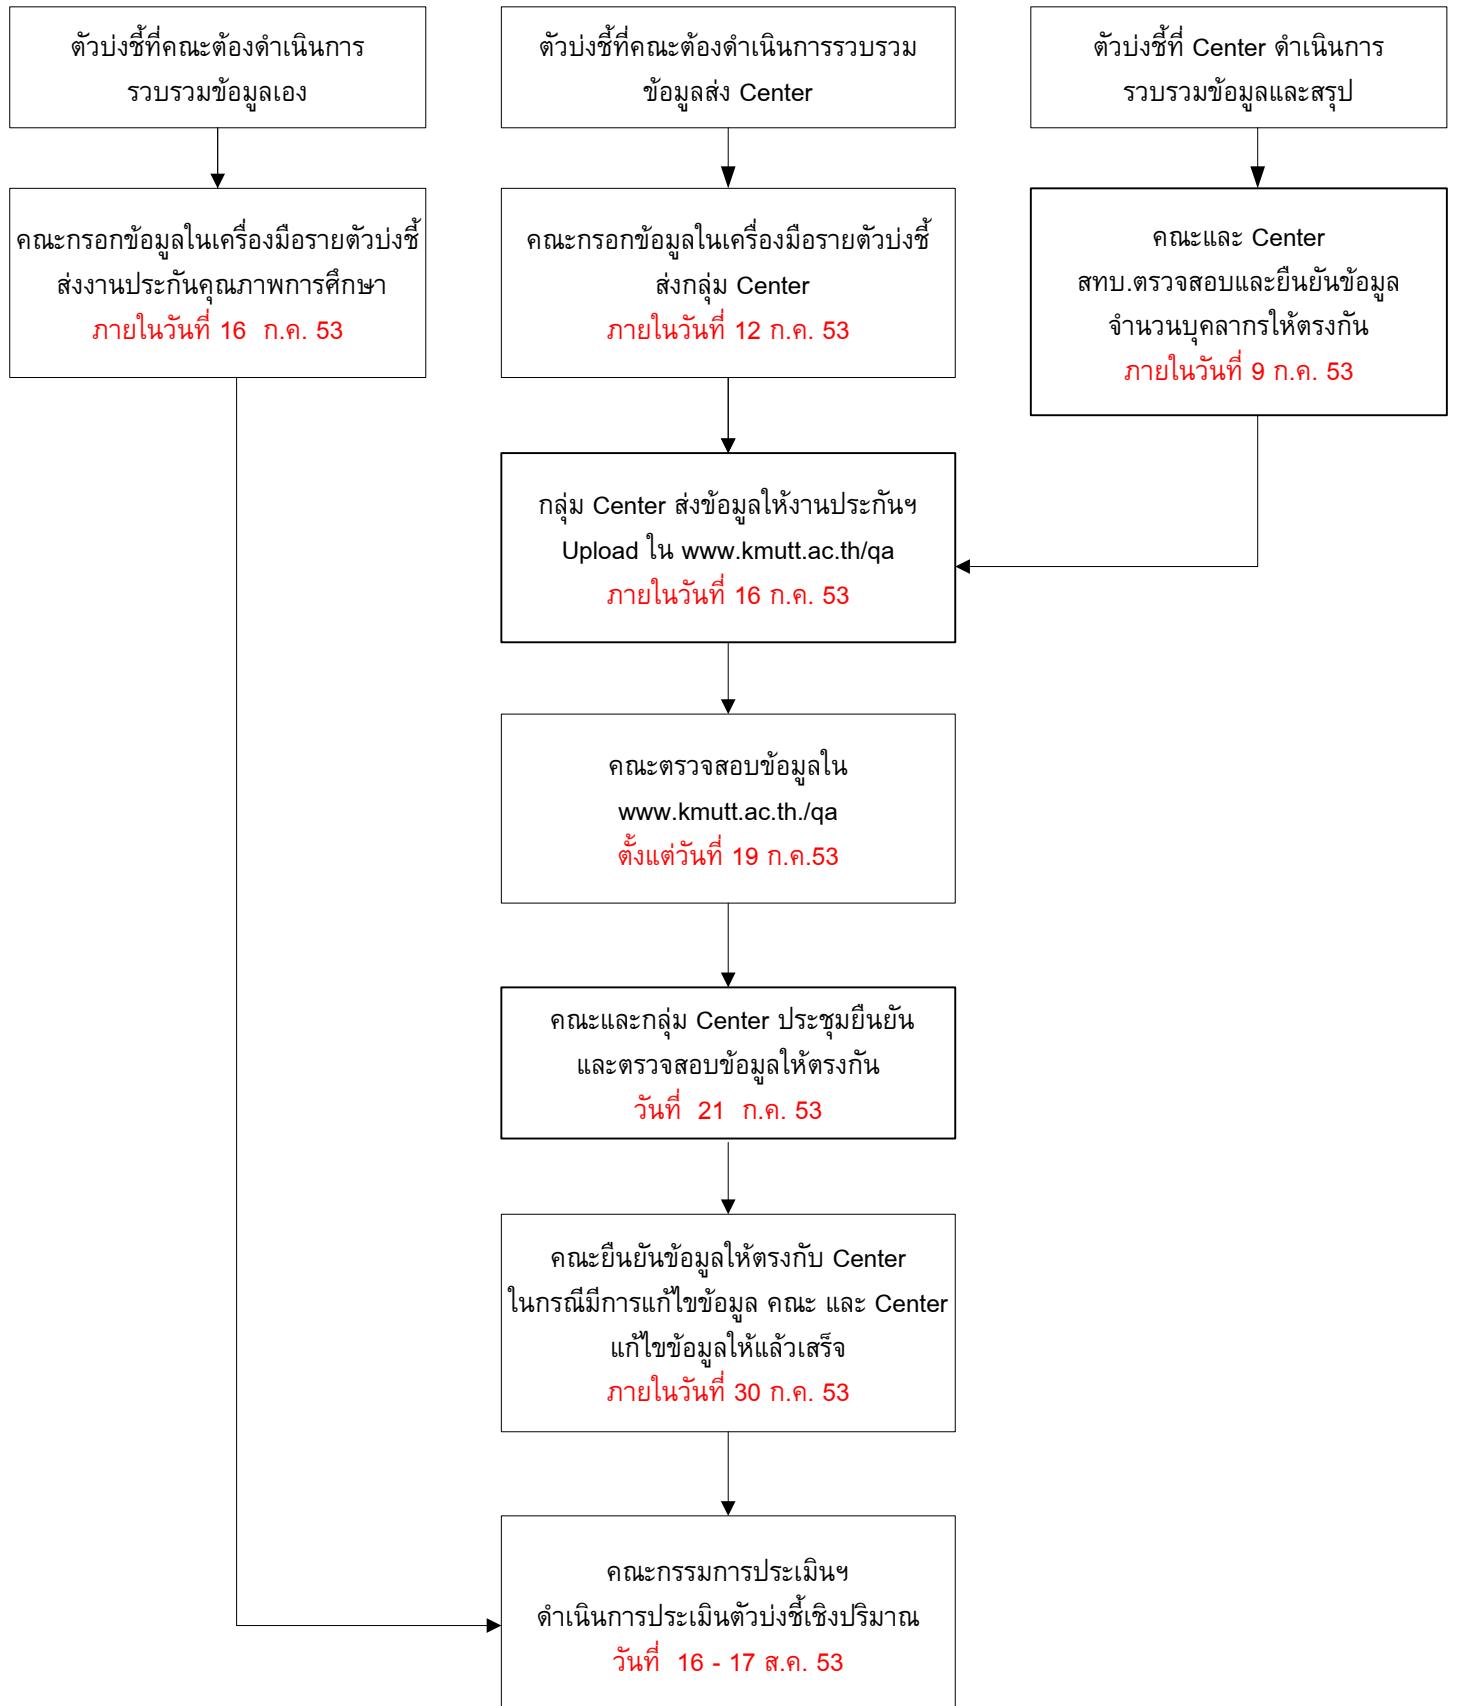 ตัวบ่งชี้ที่คณะต้องดำเนินการ
รวบรวมข้อมูลเอง
ตัวบ่งชี้ที่คณะต้องดำเนินการรวบรวม
ข้อมูลส่ง Center
ตัวบ่งชี้ที่ Center ดำเนินการ
รวบรวมข้อมูลและสรุป
คณะกรอกข้อมูลในเครื่องมือรายตัวบ่งชี้
ส่งงานประกันคุณภาพการศึกษา
ภายในวันที่ 16 ก.ค. 53
คณะกรอกข้อมูลในเครื่องมือรายตัวบ่งชี้
ส่งกลุ่ม Center
ภายในวันที่ 12 ก.ค. 53
คณะและ Center
สทบ.ตรวจสอบและยืนยันข้อมูล
จำนวนบุคลากรให้ตรงกัน
ภายในวันที่ 9 ก.ค. 53
กลุ่ม Center ส่งข้อมูลให้งานประกันฯ
Upload ใน www.kmutt.ac.th/qa
ภายในวันที่ 16 ก.ค. 53
คณะตรวจสอบข้อมูลใน
www.kmutt.ac.th./qa
ตั้งแต่วันที่ 19 ก.ค.53
คณะและกลุ่ม Center ประชุมยืนยัน
และตรวจสอบข้อมูลให้ตรงกัน
วันที่ 21 ก.ค. 53
คณะยืนยันข้อมูลให้ตรงกับ Center
ในกรณีมีการแก้ไขข้อมูล คณะ และ Center
แก้ไขข้อมูลให้แล้วเสร็จ
ภายในวันที่ 30 ก.ค. 53
คณะกรรมการประเมินฯ
ดำเนินการประเมินตัวบ่งชี้เชิงปริมาณ
วันที่ 16 - 17 ส.ค. 53